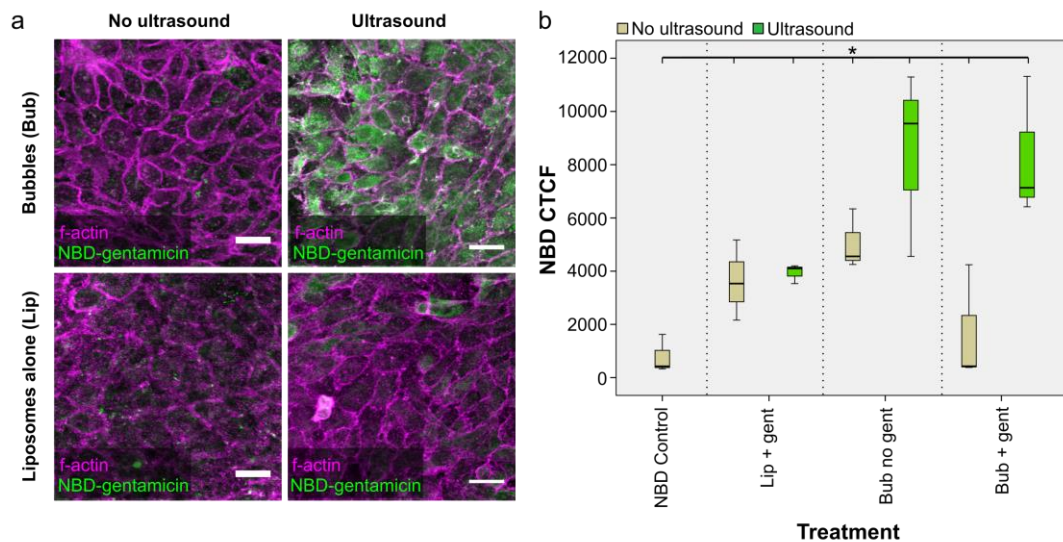 a
No ultrasound
Ultrasound
Bubbles (Bub)
f-actin
NBD-gentamicin
f-actin
NBD-gentamicin
Liposomes alone (Lip)
f-actin
NBD-gentamicin
f-actin
NBD-gentamicin
b
No ultrasound
Ultrasound
*
NBD CTCF
12000
10000
8000
6000
4000
2000
0
NBD Control
Lip + gent
Bub no gent
Bub + gent
Treatment